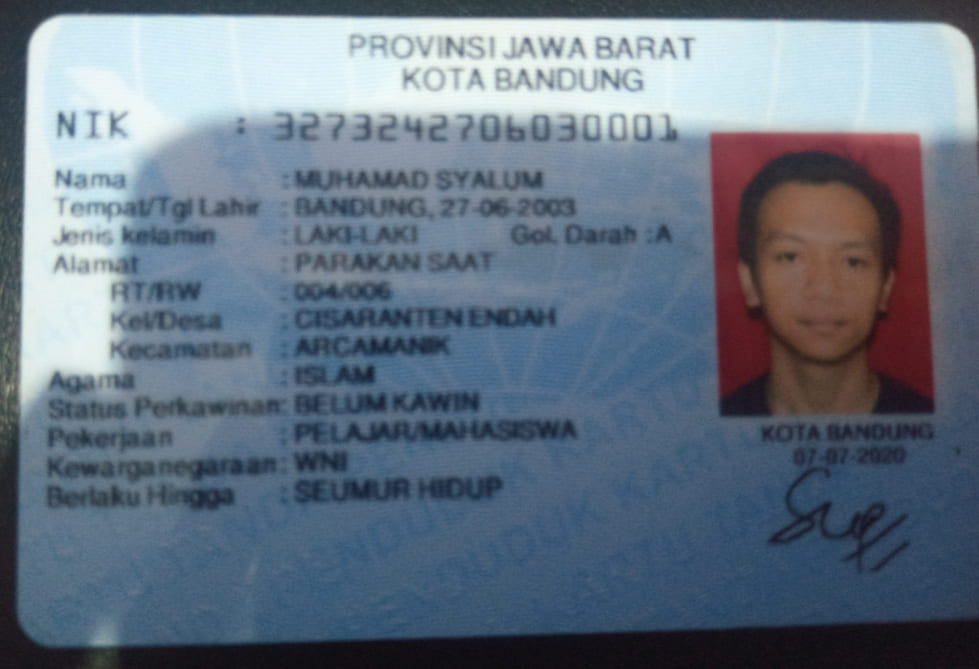 PROVINSI JAWA BARAT
KOTA BANDUNG
NIK : 3273242706030001
Nama : MUHAMAD SYALUM
Tempat/Tgl Lahir : BANDUNG, 27-06-2003
Jenis kelamin : LAKI-LAKI Gol. Darah : A
Alamat : PARAKAN SAAT
RT/RW : 004/006
Kel/Desa : CISARANTEN ENDAH
Kecamatan : ARCAMANIK
Agama : ISLAM
Status Perkawinan: BELUM KAWIN
Pekerjaan : PELAJAR/MAHASISWA
Kewarganegaraan: WNI
Berlaku Hingga : SEUMUR HIDUP
KOTA BANDUNG
07-07-2020